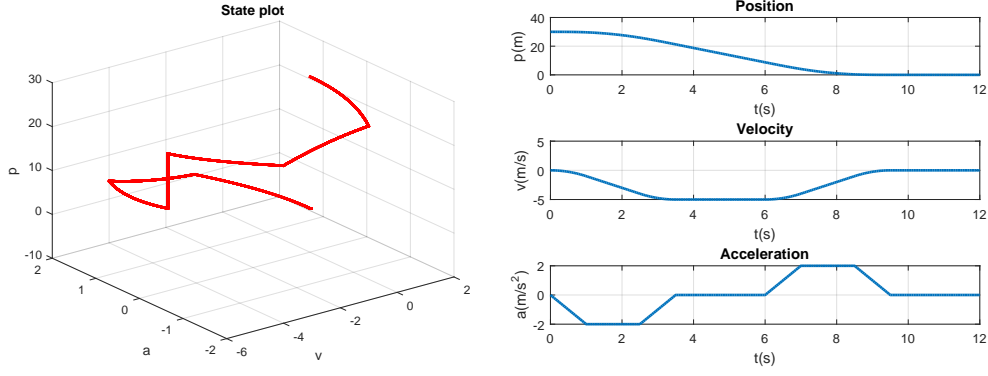 State plot
30
20
10
0
-10
p
2
1
0
-1
-2
a
-6
-4
-2
0
2
v
Position
40
20
0
p(m)
0 2 4 6 8 10 12
t(s)
Velocity
5
0
-5
v(m/s)
0 2 4 6 8 10 12
t(s)
Acceleration
2
0
-2
a(m/s²)
0 2 4 6 8 10 12
t(s)